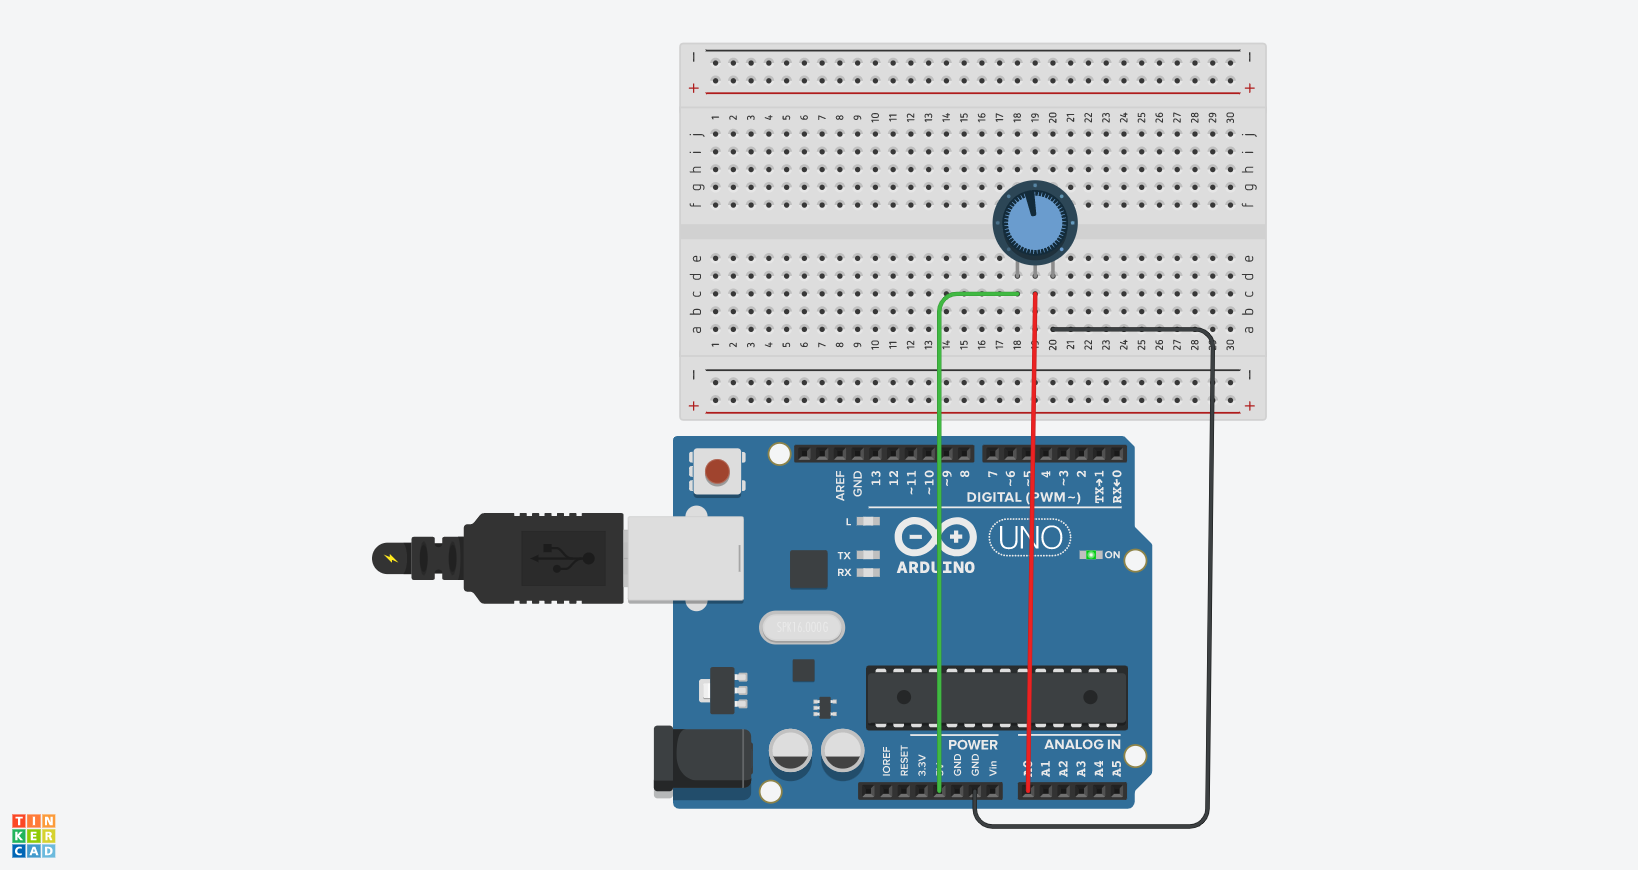 − −
+ +
1 2 3 4 5 6 7 8 9 10 11 12 13 14 15 16 17 18 19 20 21 22 23 24 25 26 27 28 29 30
j j
i i
h h
g g
f f
e e
d d
c c
b b
a a
1 2 3 4 5 6 7 8 9 10 11 12 13 14 15 16 17 18 19 20 21 22 23 24 25 26 27 28 29 30
− −
+ +
AREF GND 13 12 ~11 ~10 ~9 8 7 ~6 ~5 4 ~3 2 TX→1 RX←0
DIGITAL (PWM~)
L
UNO
TX ON
ARDUINO
RX
SPK16.000G
POWER ANALOG IN
IOREF RESET 3.3V 5V GND GND Vin A0 A1 A2 A3 A4 A5
TIN
KER
CAD